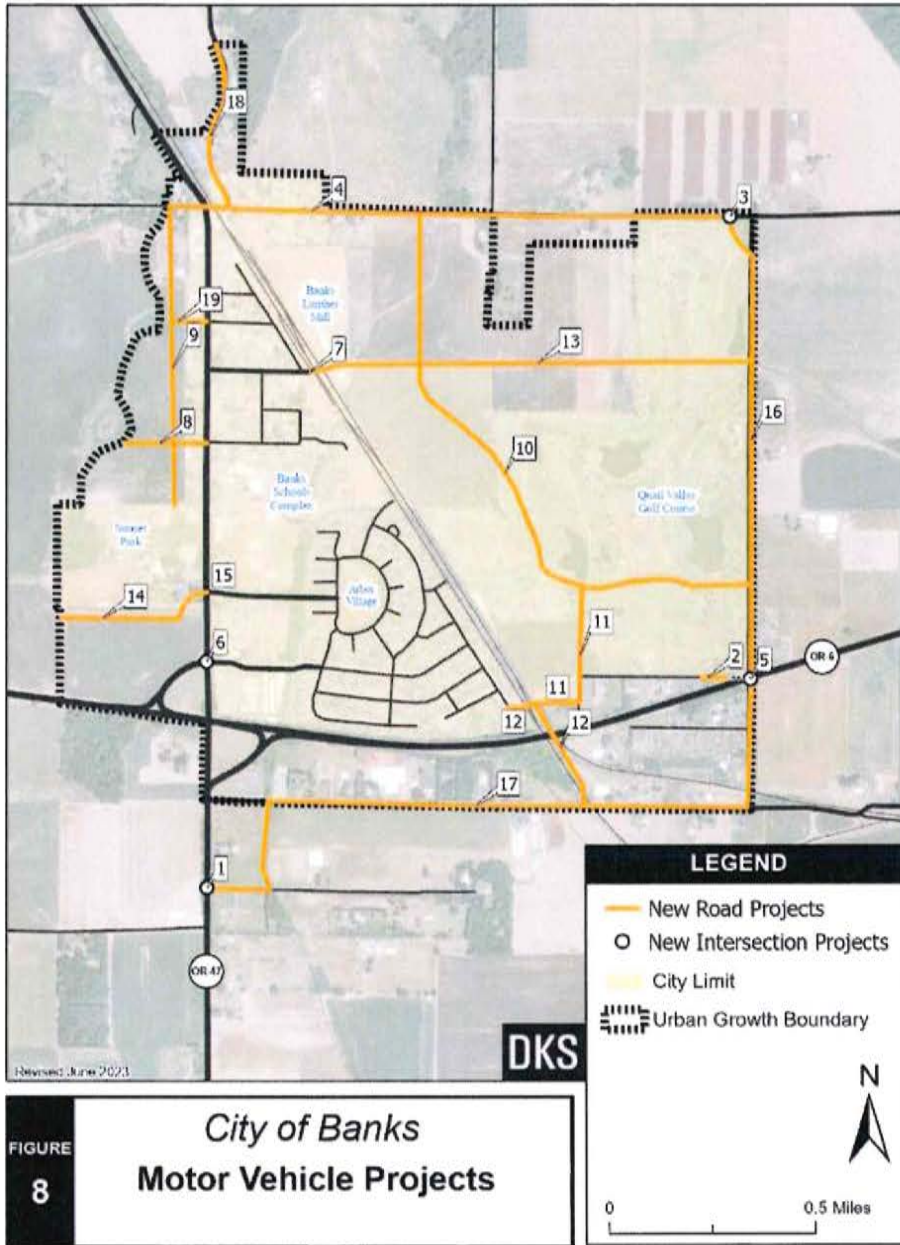 18
4
3
Banks
Lumber
Mill
19
7
13
9
16
8
10
Banks
Schools
Complex
Quail Valley
Golf Course
Sunset
Park
Arbor
Village
15
14
11
6
2
5
OR 6
11
12
12
17
1
OR 47
Revised June 2023
DKS
LEGEND
New Road Projects
New Intersection Projects
City Limit
Urban Growth Boundary
N
0 0.5 Miles
FIGURE
8
City of Banks
Motor Vehicle Projects